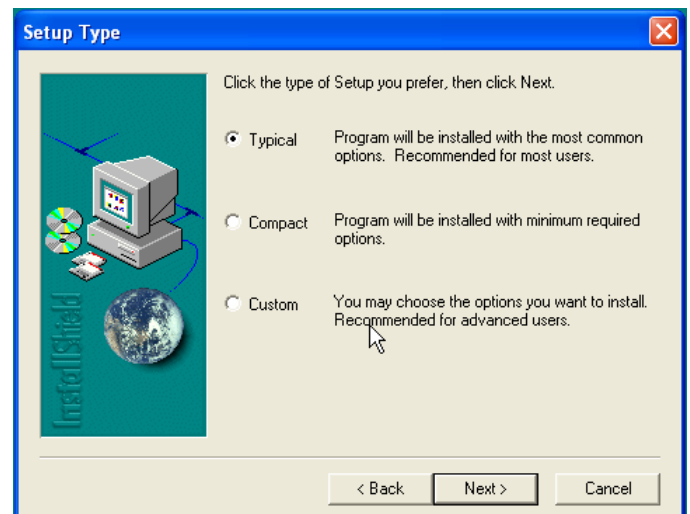 Setup Type
Click the type of Setup you prefer, then click Next.
Typical
Program will be installed with the most common
options. Recommended for most users.
Compact
Program will be installed with minimum required
options.
Custom
You may choose the options you want to install.
Recommended for advanced users.
InstallShield
< Back
Next >
Cancel